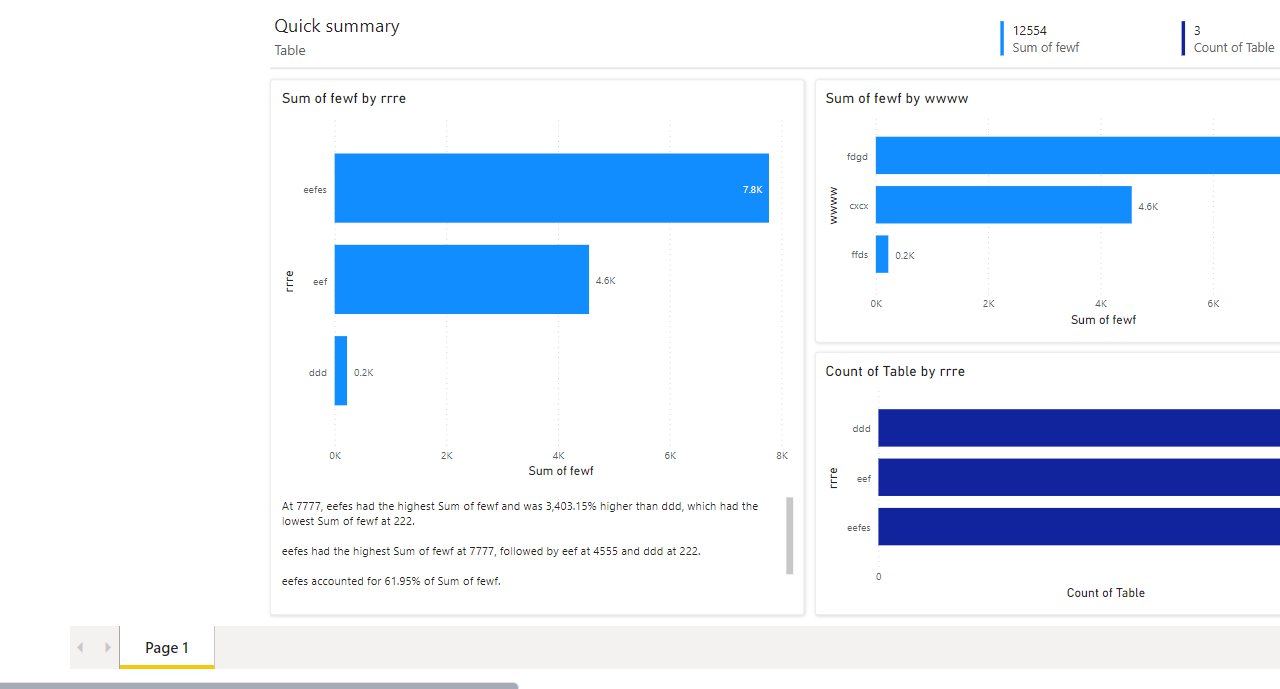 Quick summary
Table
12554
Sum of fewf
3
Count of Table
Sum of fewf by rrre
rrre
eefes
7.8K
eef
4.6K
ddd
0.2K
0K 2K 4K 6K 8K
Sum of fewf
At 7777, eefes had the highest Sum of fewf and was 3,403.15% higher than ddd, which had the
lowest Sum of fewf at 222.
eefes had the highest Sum of fewf at 7777, followed by eef at 4555 and ddd at 222.
eefes accounted for 61.95% of Sum of fewf.
Sum of fewf by wwww
wwww
fdgd
cxcx
4.6K
ffds
0.2K
0K 2K 4K 6K
Sum of fewf
Count of Table by rrre
rrre
ddd
eef
eefes
0
Count of Table
Page 1